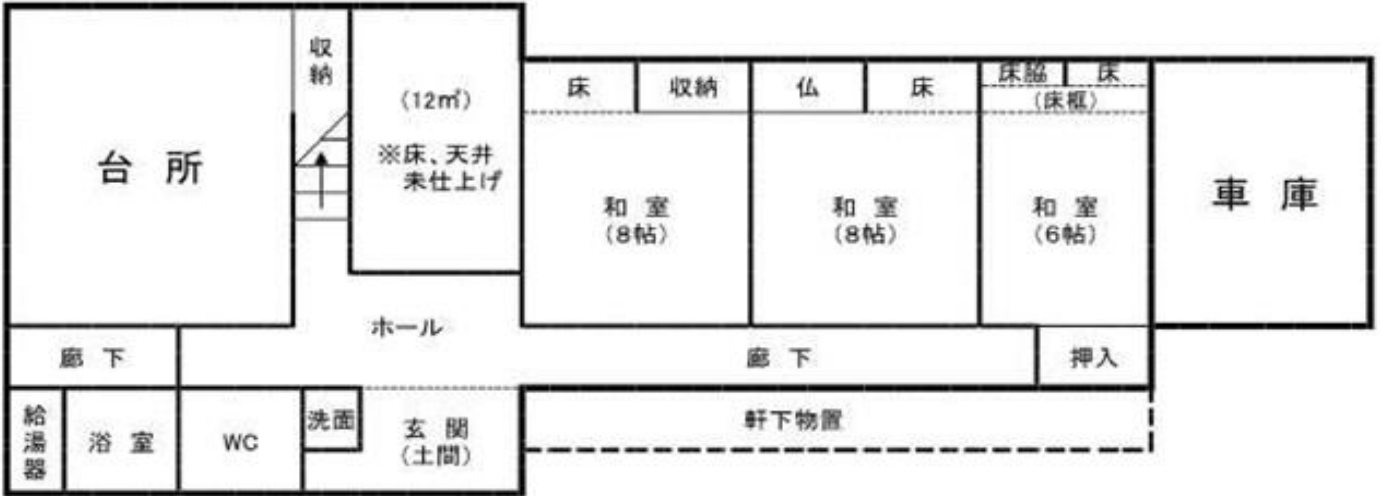 台 所
収納
(12㎡)
※床、天井
未仕上げ
床
収納
仏
床
床脇
床
(床框)
和 室
(8帖)
和 室
(8帖)
和 室
(6帖)
車 庫
ホール
廊 下
廊 下
押入
給湯器
浴 室
WC
洗面
玄 関
(土間)
軒下物置